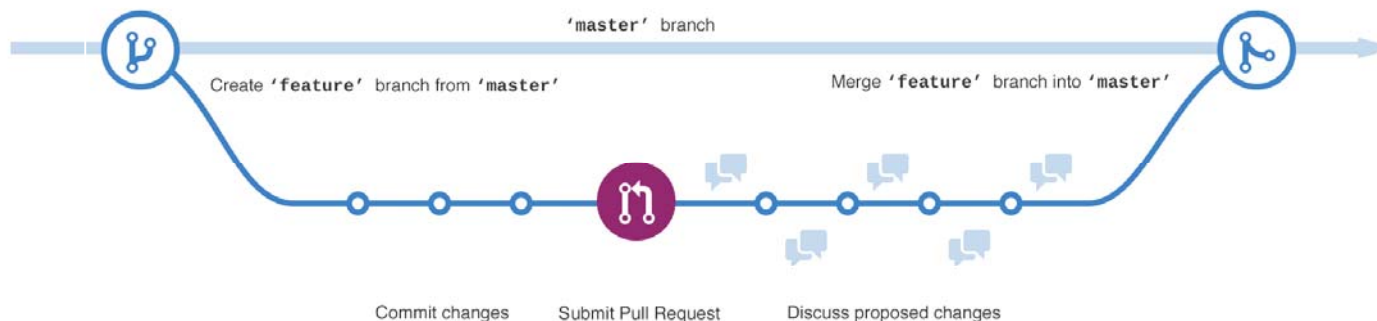 ‘master’ branch
Create ‘feature’ branch from ‘master’
Merge ‘feature’ branch into ‘master’
Commit changes
Submit Pull Request
Discuss proposed changes